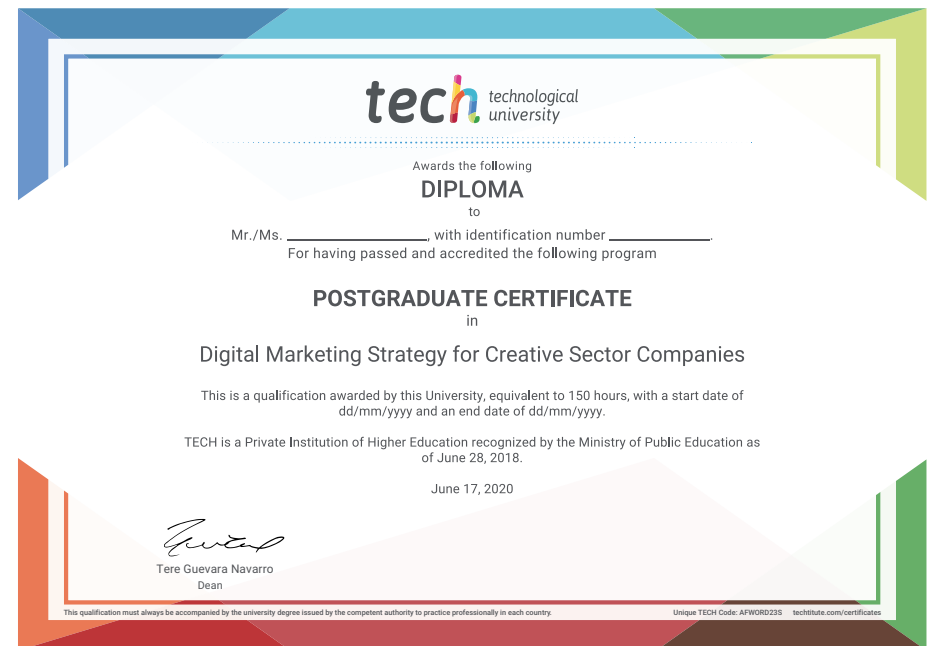 tech technological
university
Awards the following
DIPLOMA
to
Mr./Ms. ____________________, with identification number ______________.
For having passed and accredited the following program
POSTGRADUATE CERTIFICATE
in
Digital Marketing Strategy for Creative Sector Companies
This is a qualification awarded by this University, equivalent to 150 hours, with a start date of
dd/mm/yyyy and an end date of dd/mm/yyyy.
TECH is a Private Institution of Higher Education recognized by the Ministry of Public Education as
of June 28, 2018.
June 17, 2020
Tere Guevara Navarro
Dean
This qualification must always be accompanied by the university degree issued by the competent authority to practice professionally in each country. Unique TECH Code: AFWORD23S techtitute.com/certificates